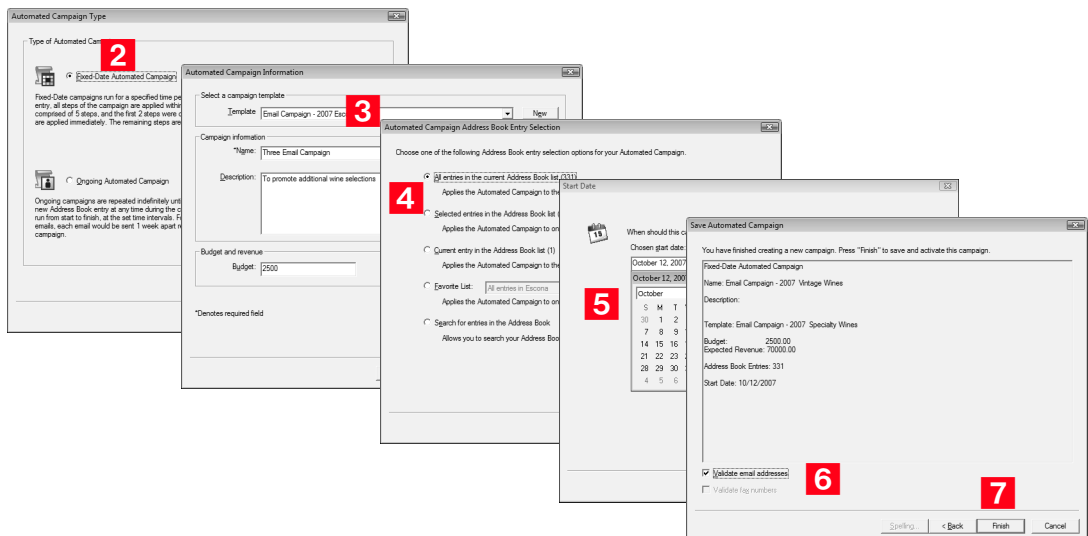 Automated Campaign Type
Type of Automated
2
Fixed-Date Automated Campaign
Fixed-Date campaigns run for a specified time
entry, all steps of the campaign are applied
comprised of 5 steps, and the first 2 steps were
are applied immediately. The remaining steps are
Ongoing Automated Campaign
Ongoing campaigns are repeated indefinitely
new Address Book entry at any time during the
run from start to finish, at the set time intervals.
emails, each email would be sent 1 week apart
campaign.
Automated Campaign Information
Select a campaign template
3
Template Email Campaign - 2007 New
Campaign information
*Name: Three Email Campaign
Description: To promote additional wine selections
Budget and revenue
Budget: 2500
*Denotes required field
Automated Campaign Address Book Entry Selection
Choose one of the following Address Book entry selection options for your Automated Campaign.
4
All entries in the current Address Book list (331)
Applies the Automated Campaign to the
Selected entries in the Address Book list (
Applies the Automated Campaign to
Current entry in the Address Book list (1)
Applies the Automated Campaign to the
Favorite List: All entries in Escona
Applies the Automated Campaign to
Search for entries in the Address Book
Allows you to search your Address
Start Date
15
When should this
Chosen start date:
October 12, 2007
October 12, 200
5
October
S M T
30 1 2
7 8 9
14 15 16
21 22 23
28 29 30
4 5 6
Save Automated Campaign
You have finished creating a new campaign. Press "Finish" to save and activate this campaign.
Fixed-Date Automated Campaign
Name: Email Campaign - 2007 Vintage Wines
Description:
Template: Email Campaign - 2007 Specialty Wines
Budget: 2500.00
Expected Revenue: 70000.00
Address Book Entries: 331
Start Date: 10/12/2007
Validate email addresses
6
Validate fax numbers
7
Spelling... < Back Finish Cancel